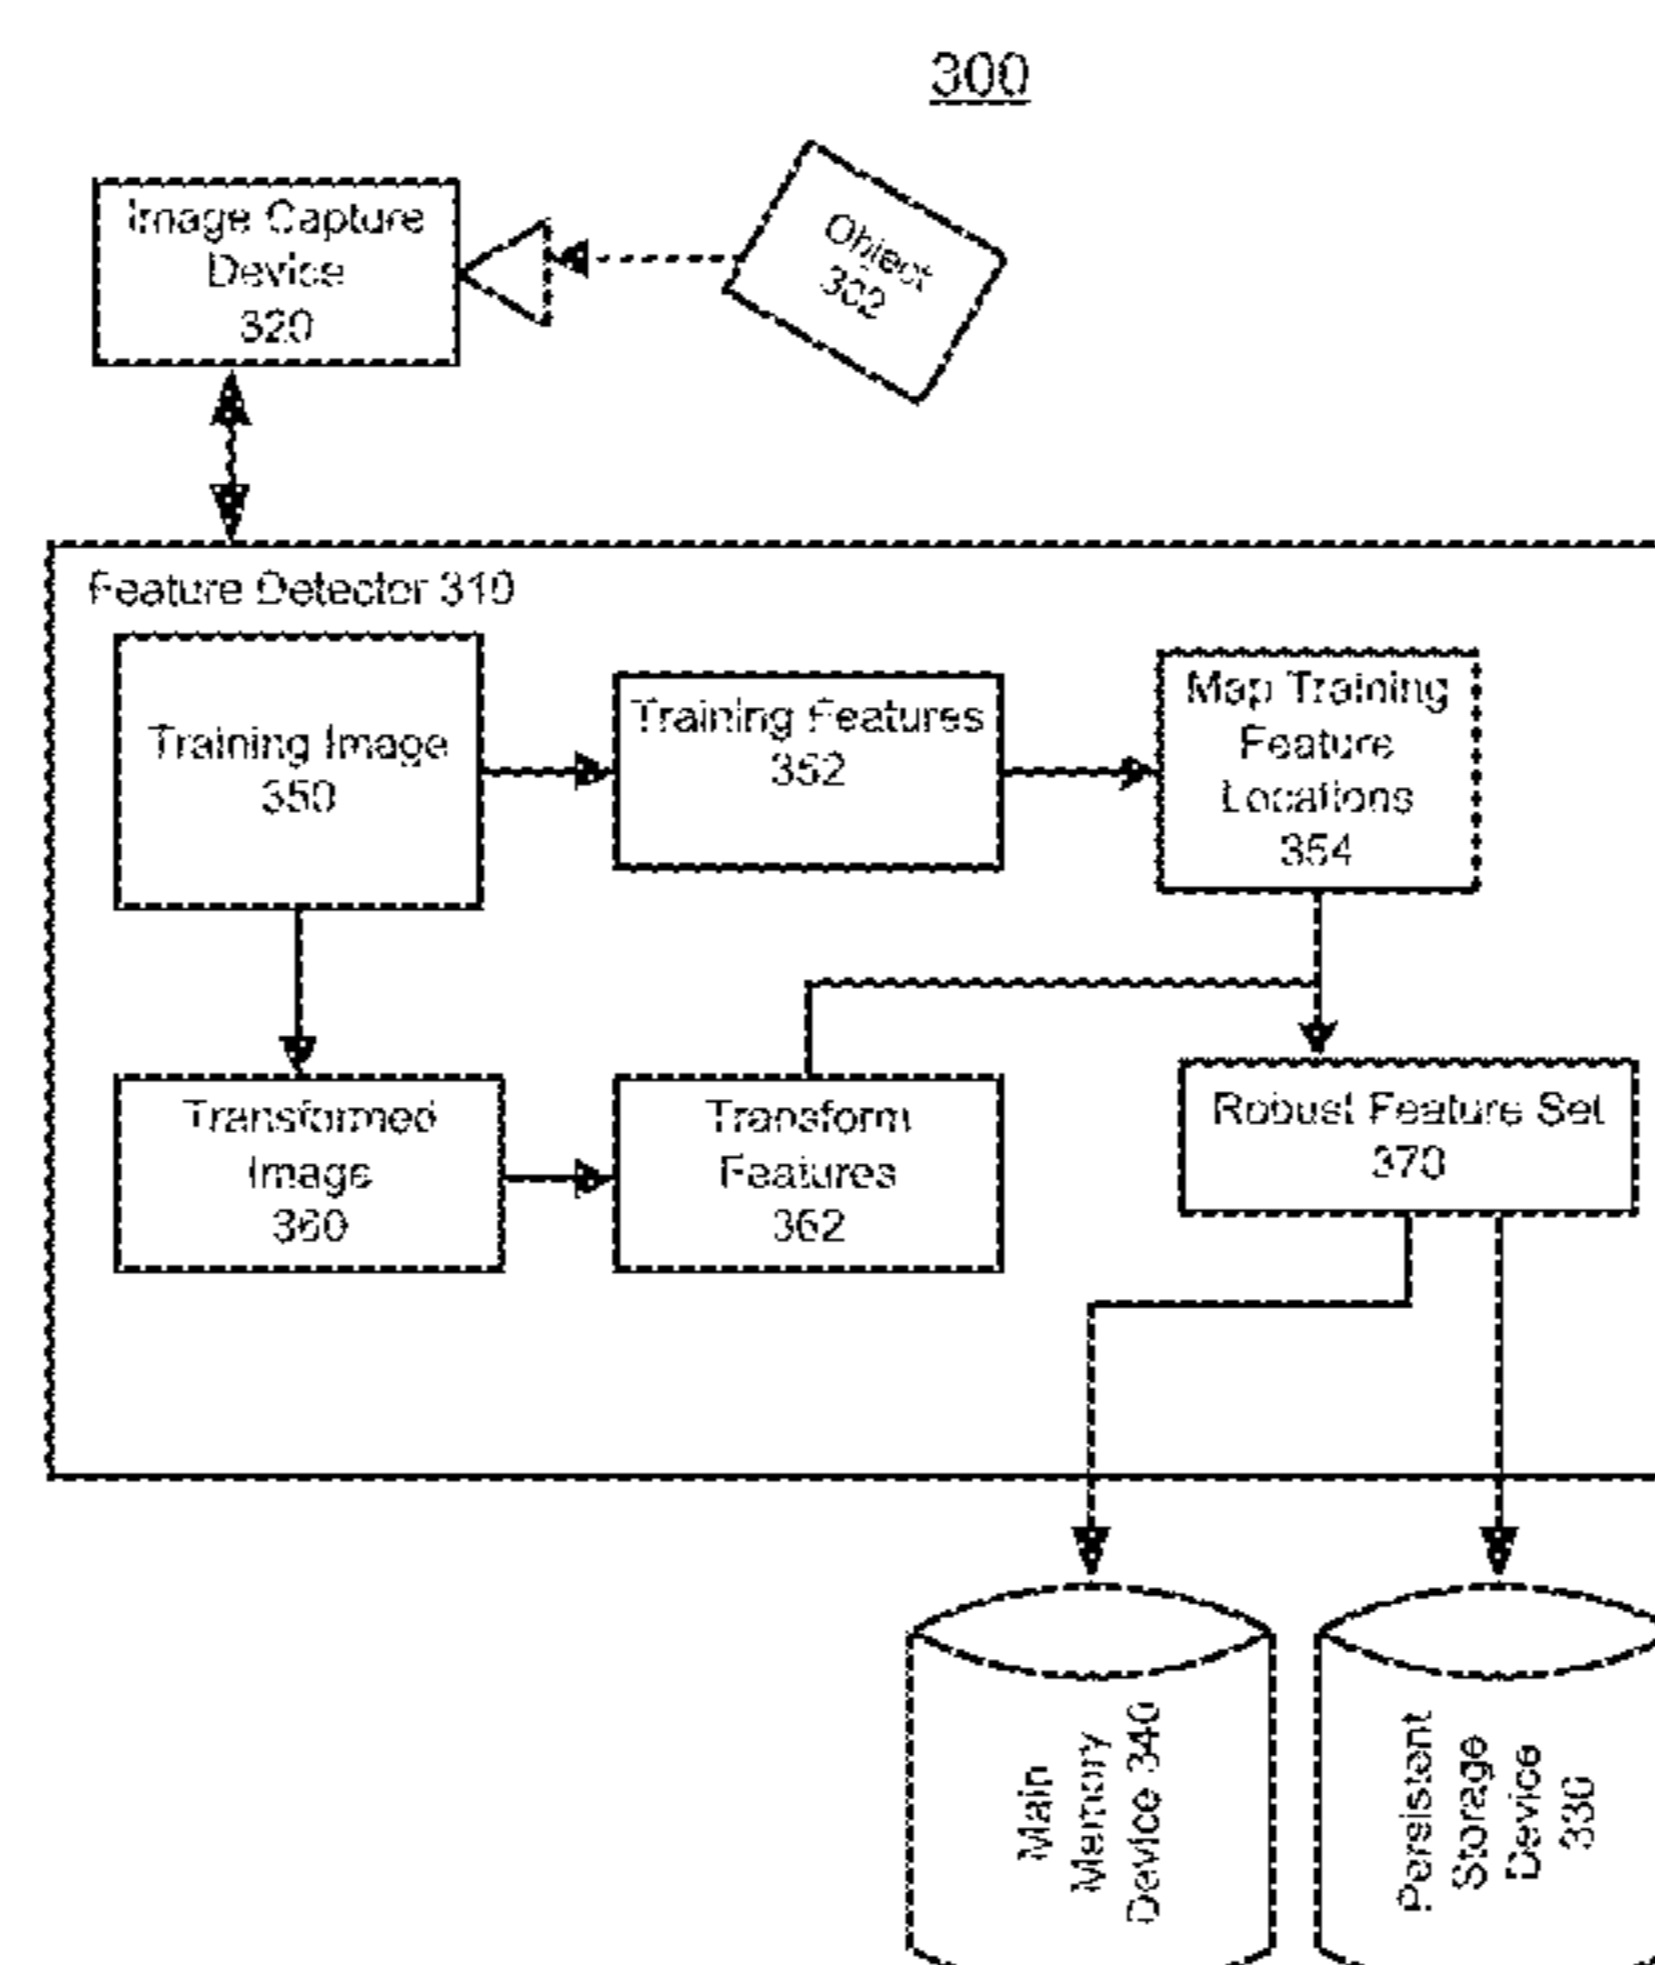 300
Image Capture
Device
320
Object
302
Feature Detector 310
Training Image
350
Training Features
352
Map Training
Feature
Locations
354
Transformed
Image
360
Transform
Features
362
Robust Feature Set
370
Main
Memory
Device 340
Persistent
Storage
Device
330